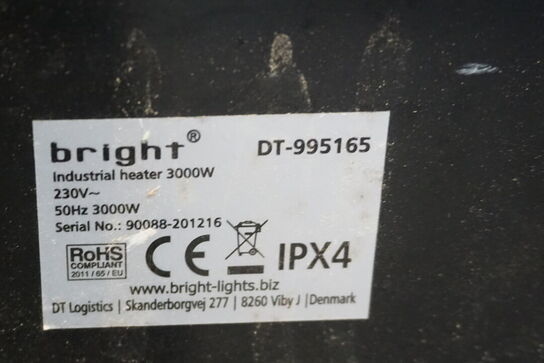 bright® DT-995165
Industrial heater 3000W
230V~
50Hz 3000W
Serial No.: 90088-201216
RoHS
COMPLIANT
2011/65/EU
CE IPX4
www.bright-lights.biz
DT Logistics | Skanderborgvej 277 | 8260 Viby J | Denmark